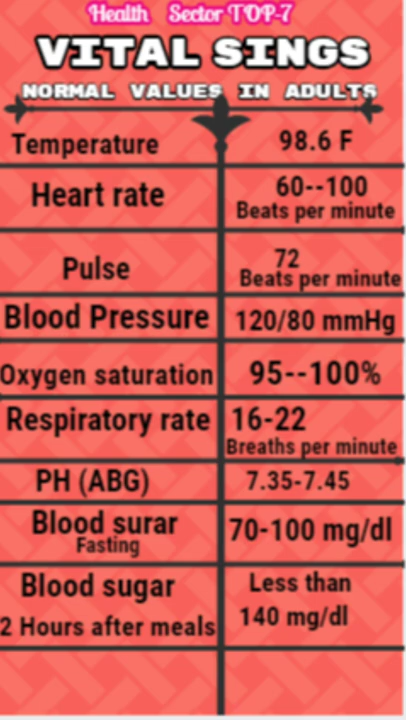 Health Sector TOP-7
VITAL SINGS
NORMAL VALUES IN ADULTS
Temperature 98.6 F
Heart rate 60--100
Beats per minute
Pulse 72
Beats per minute
Blood Pressure 120/80 mmHg
Oxygen saturation 95--100%
Respiratory rate 16-22
Breaths per minute
PH (ABG) 7.35-7.45
Blood surar 70-100 mg/dl
Fasting
Blood sugar Less than
2 Hours after meals 140 mg/dl